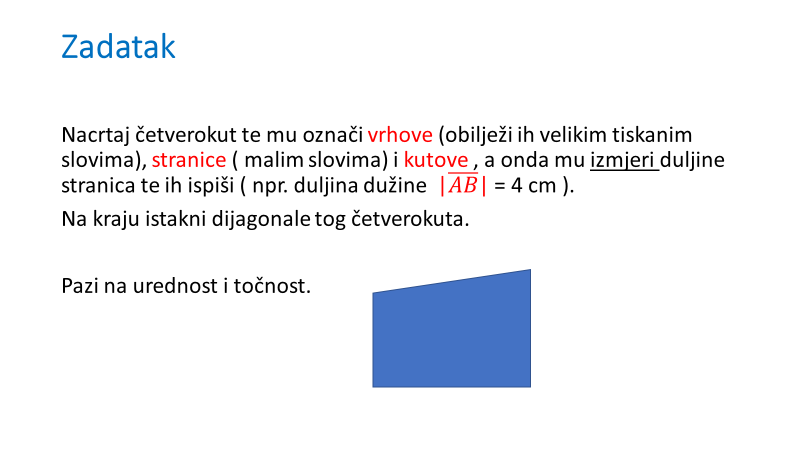 Zadatak
Nacrtaj četverokut te mu označi vrhove (obilježi ih velikim tiskanim
slovima), stranice ( malim slovima) i kutove , a onda mu izmjeri duljine
stranica te ih ispiši ( npr. duljina dužine |A̅B̅| = 4 cm ).
Na kraju istakni dijagonale tog četverokuta.
Pazi na urednost i točnost.